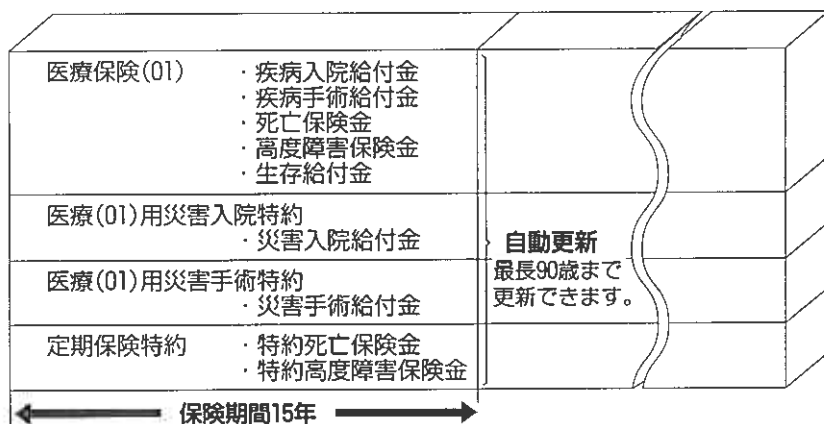 医療保険(01)　・疾病入院給付金
・疾病手術給付金
・死亡保険金
・高度障害保険金
・生存給付金
医療(01)用災害入院特約
・災害入院給付金
医療(01)用災害手術特約
・災害手術給付金
定期保険特約　・特約死亡保険金
・特約高度障害保険金
自動更新
最長90歳まで
更新できます。
保険期間15年